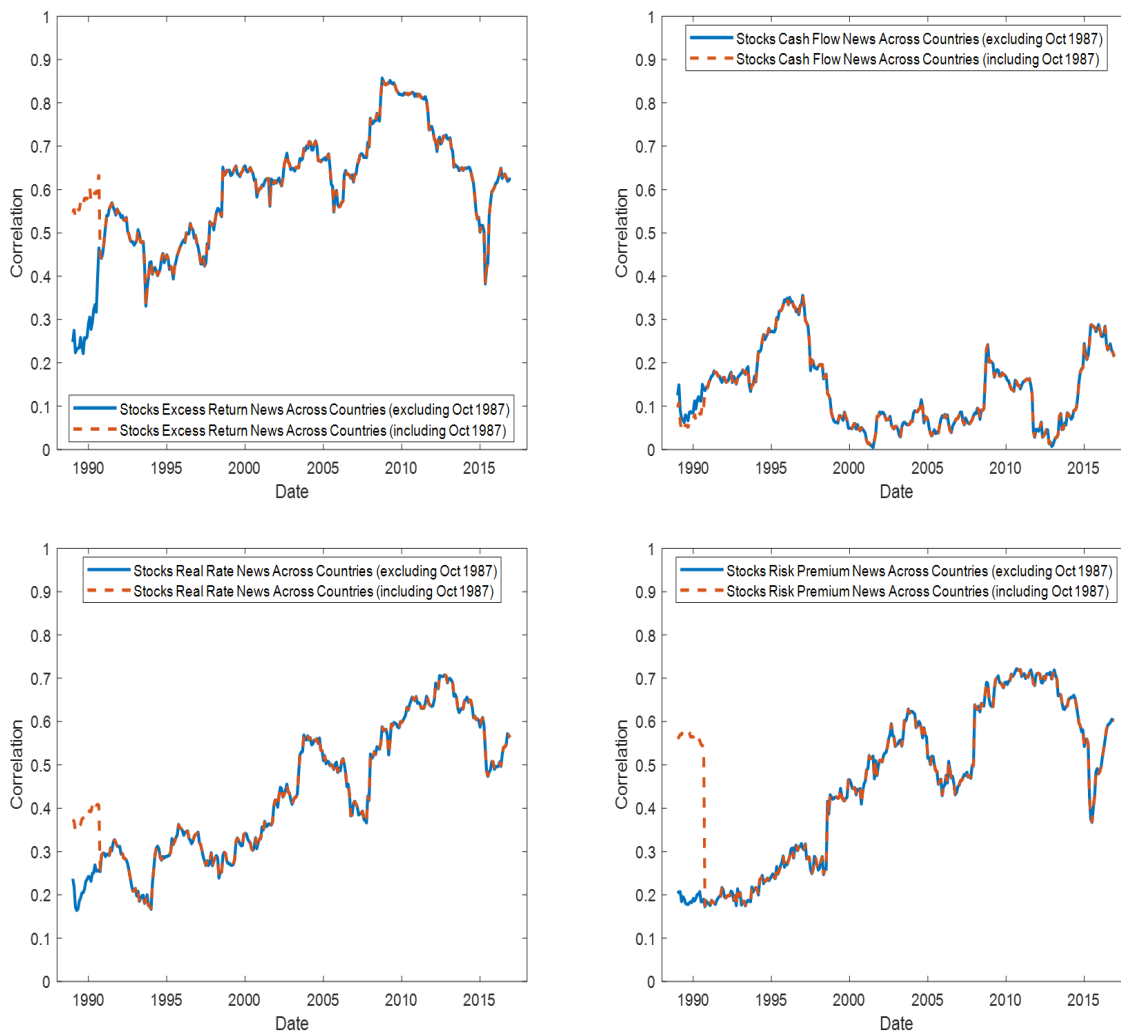 1
0.9
0.8
0.7
0.6
0.5
0.4
0.3
0.2
0.1
0
Correlation
Stocks Excess Return News Across Countries (excluding Oct 1987)
Stocks Excess Return News Across Countries (including Oct 1987)
1990 1995 2000 2005 2010 2015
Date
1
0.9
0.8
0.7
0.6
0.5
0.4
0.3
0.2
0.1
0
Correlation
Stocks Cash Flow News Across Countries (excluding Oct 1987)
Stocks Cash Flow News Across Countries (including Oct 1987)
1990 1995 2000 2005 2010 2015
Date
1
0.9
0.8
0.7
0.6
0.5
0.4
0.3
0.2
0.1
0
Correlation
Stocks Real Rate News Across Countries (excluding Oct 1987)
Stocks Real Rate News Across Countries (including Oct 1987)
1990 1995 2000 2005 2010 2015
Date
1
0.9
0.8
0.7
0.6
0.5
0.4
0.3
0.2
0.1
0
Correlation
Stocks Risk Premium News Across Countries (excluding Oct 1987)
Stocks Risk Premium News Across Countries (including Oct 1987)
1990 1995 2000 2005 2010 2015
Date